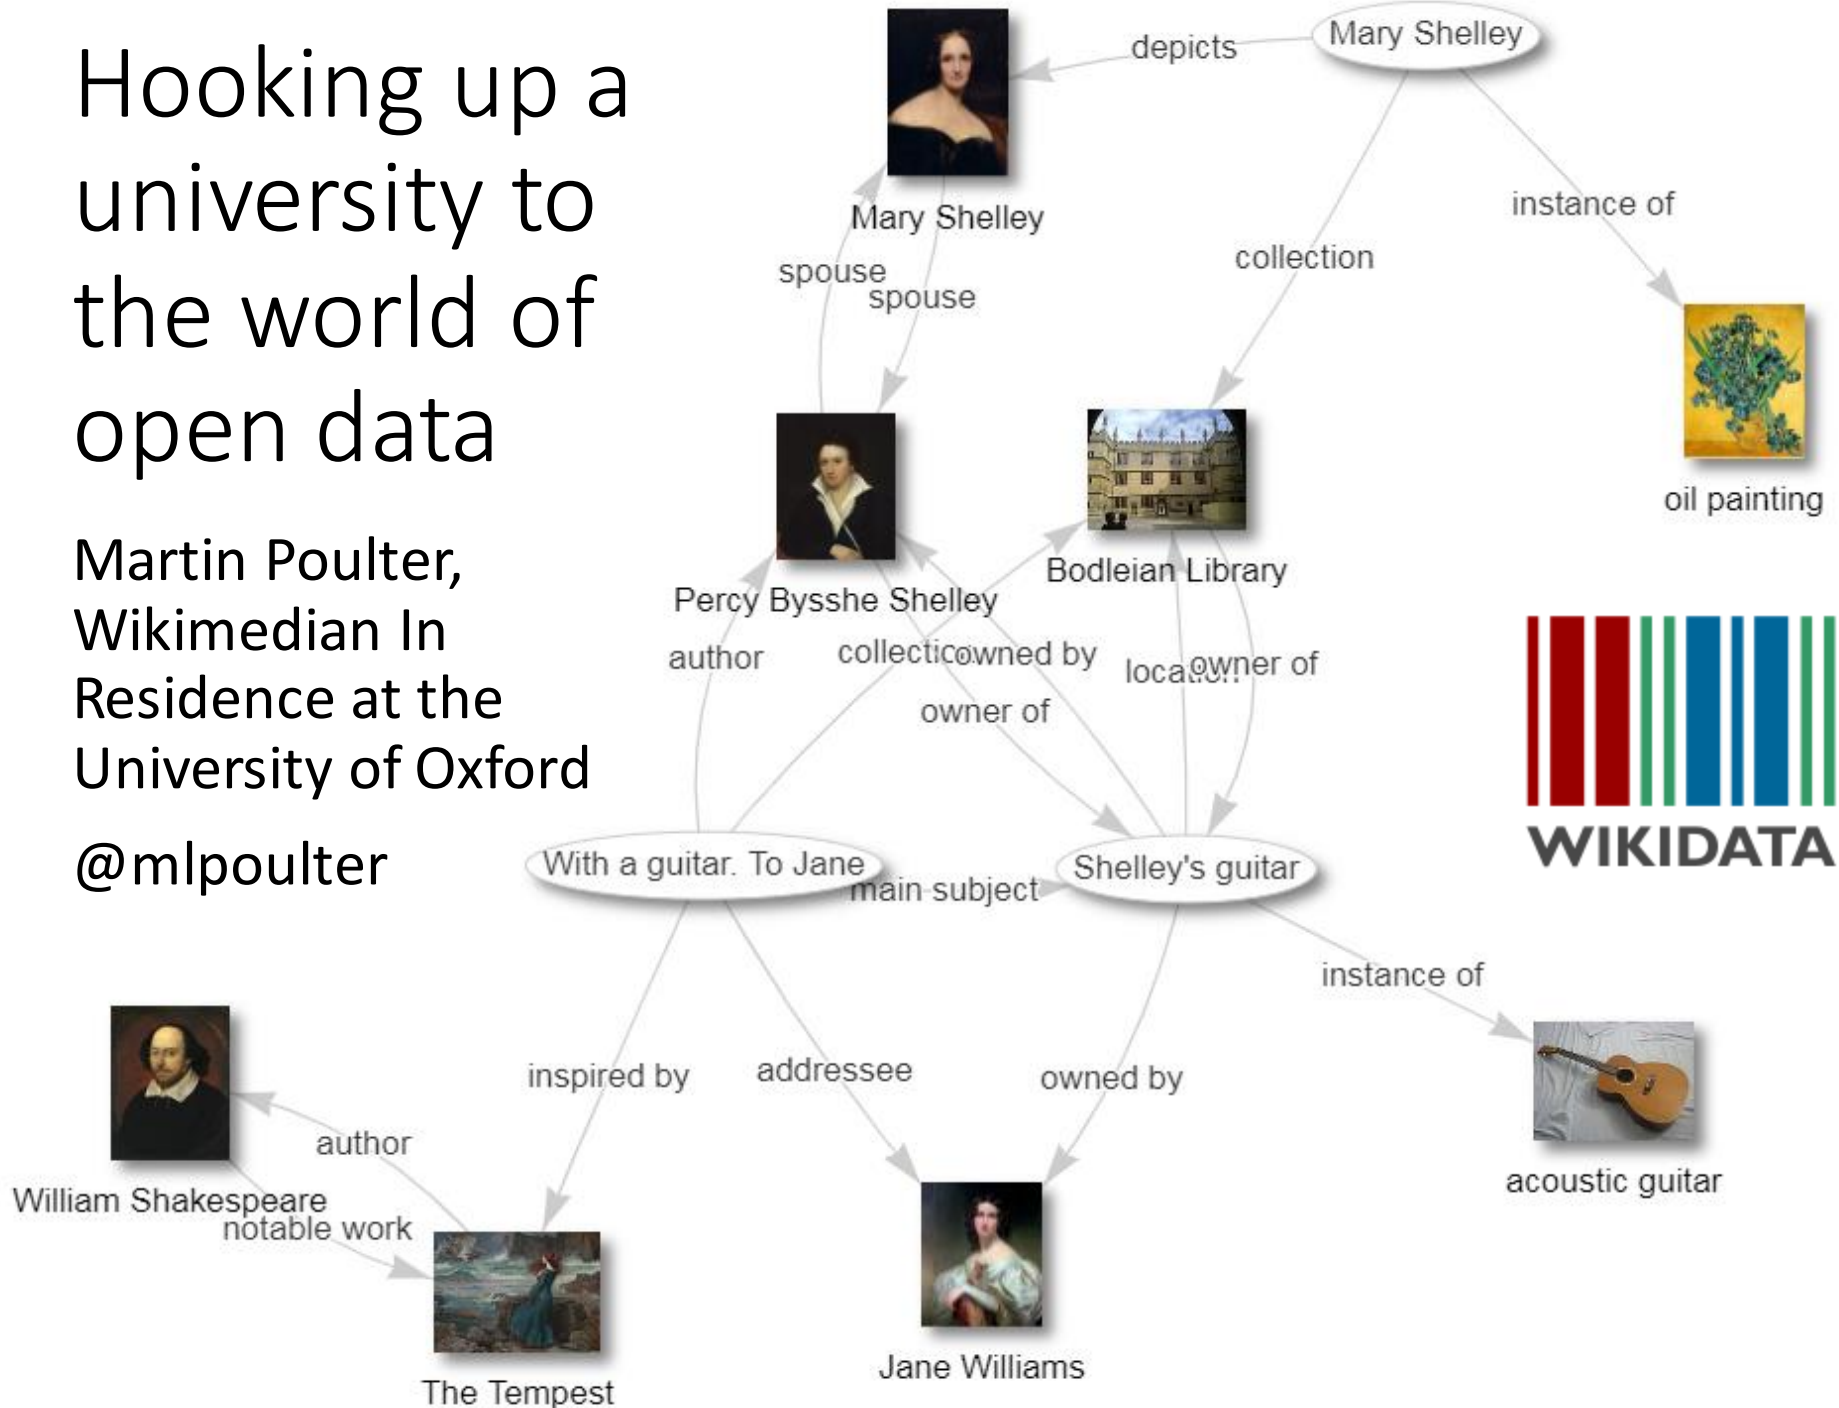 Hooking up a
university to
the world of
open data
Martin Poulter,
Wikimedian In
Residence at the
University of Oxford
@mlpoulter
depicts
Mary Shelley
Mary Shelley
instance of
collection
spouse
spouse
oil painting
Bodleian Library
Percy Bysshe Shelley
author
collection
owned by
location
owner of
owner of
WIKIDATA
With a guitar. To Jane
main subject
Shelley's guitar
instance of
inspired by
addressee
owned by
author
acoustic guitar
William Shakespeare
notable work
Jane Williams
The Tempest